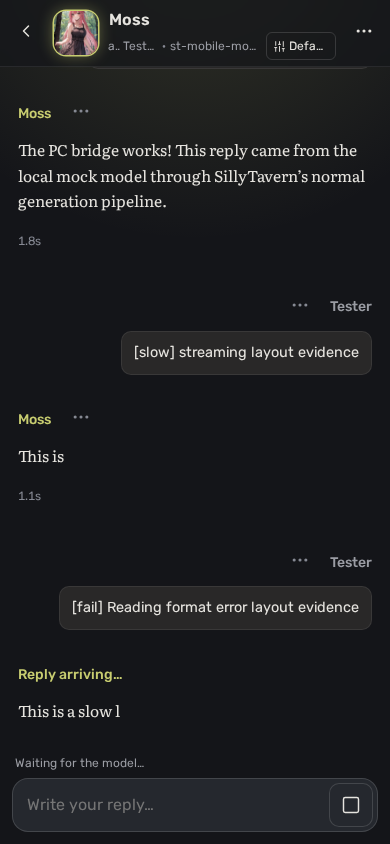 Moss
a.. Test… • st-mobile-mo… Defa…
Moss
The PC bridge works! This reply came from the
local mock model through SillyTavern’s normal
generation pipeline.
1.8s
Tester
[slow] streaming layout evidence
Moss
This is
1.1s
Tester
[fail] Reading format error layout evidence
Reply arriving…
This is a slow l
Waiting for the model…
Write your reply…